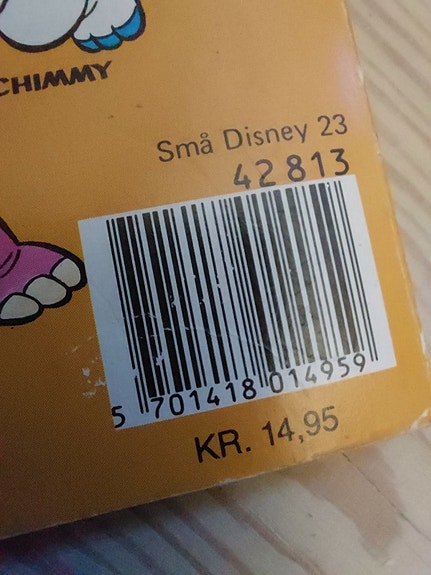 CHIMMY
Små Disney 23
42813
5 701418 014959
KR. 14,95